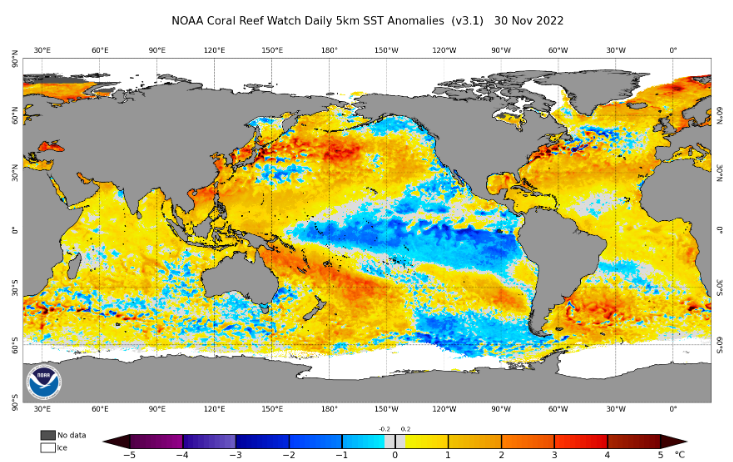 NOAA Coral Reef Watch Daily 5km SST Anomalies (v3.1) 30 Nov 2022
30°E 60°E 90°E 120°E 150°E 180° 150°W 120°W 90°W 60°W 30°W 0°
90°N
60°N 60°N
30°N 30°N
0° 0°
30°S 30°S
60°S 60°S
NOAA
90°S
30°E 60°E 90°E 120°E 150°E 180° 150°W 120°W 90°W 60°W 30°W 0°
-0.2 0.2
No data
Ice
−5 −4 −3 −2 −1 0 1 2 3 4 5 °C